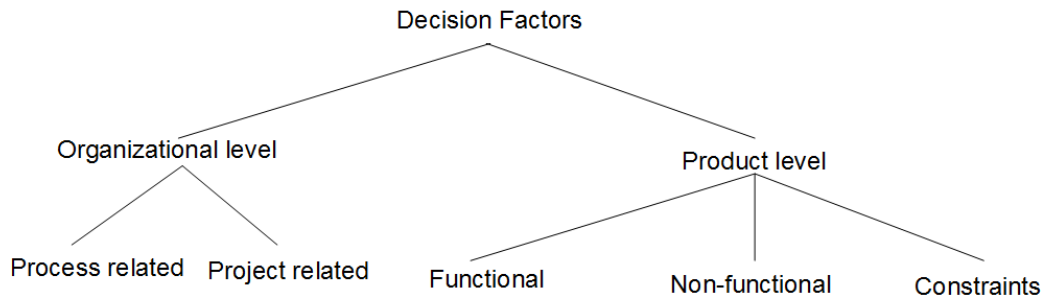 Decision Factors
Organizational level
Product level
Process related
Project related
Functional
Non-functional
Constraints